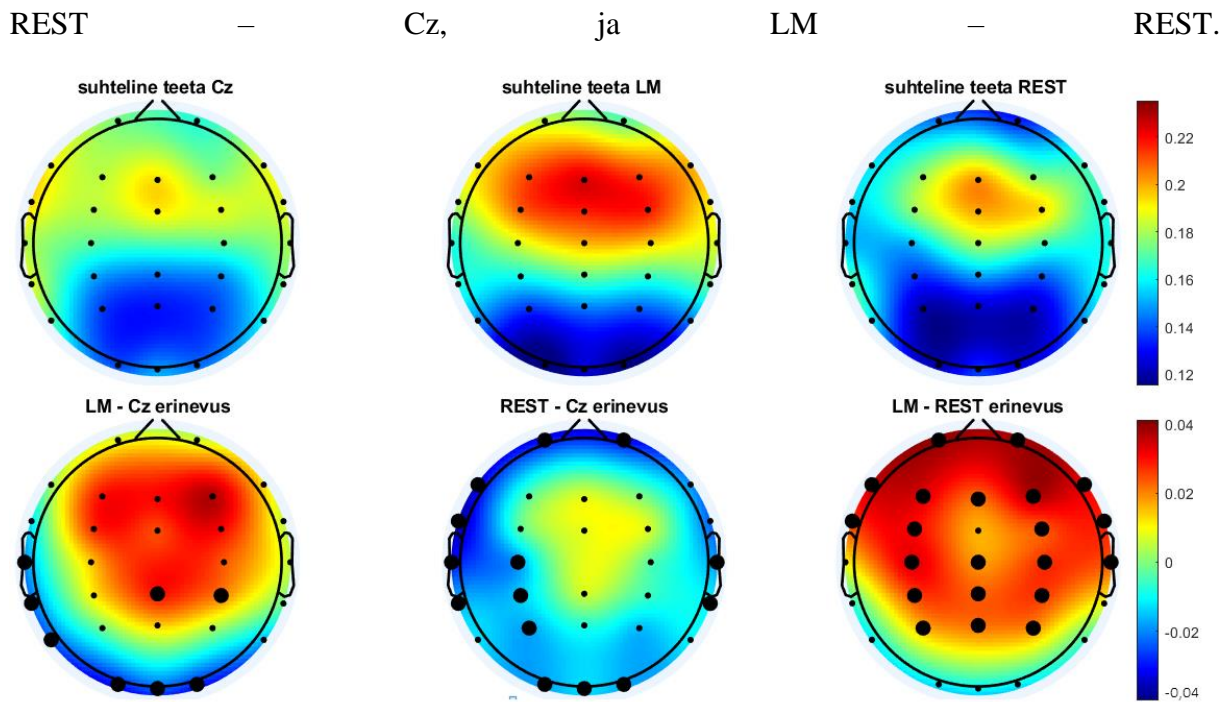 REST – Cz, ja LM – REST.
suhteline teeta Cz
suhteline teeta LM
suhteline teeta REST
0.22
0.2
0.18
0.16
0.14
0.12
LM - Cz erinevus
REST - Cz erinevus
LM - REST erinevus
0.04
0.02
0
-0.02
-0,04